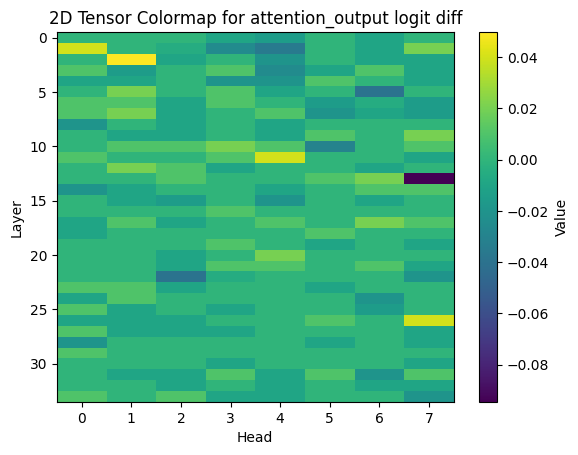 2D Tensor Colormap for attention_output logit diff
Layer
0
5
10
15
20
25
30
0 1 2 3 4 5 6 7
Head
0.04
0.02
0.00
−0.02
−0.04
−0.06
−0.08
Value